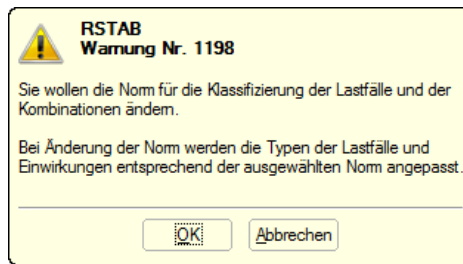 RSTAB
Warnung Nr. 1198
Sie wollen die Norm für die Klassifizierung der Lastfälle und der
Kombinationen ändern.
Bei Änderung der Norm werden die Typen der Lastfälle und
Einwirkungen entsprechend der ausgewählten Norm angepasst.
OK
Abbrechen